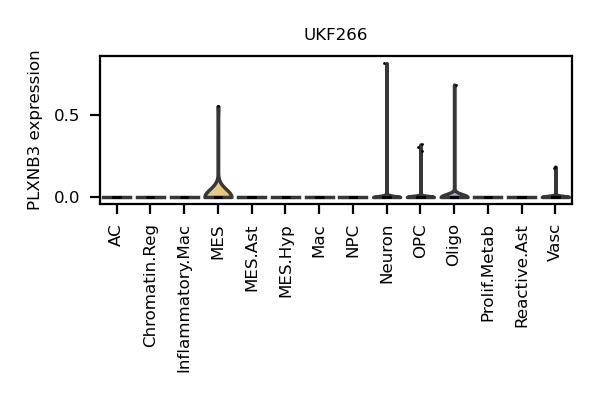 UKF266
PLXNB3 expression
0.5
0.0
AC
Chromatin.Reg
Inflammatory.Mac
MES
MES.Ast
MES.Hyp
Mac
NPC
Neuron
OPC
Oligo
Prolif.Metab
Reactive.Ast
Vasc